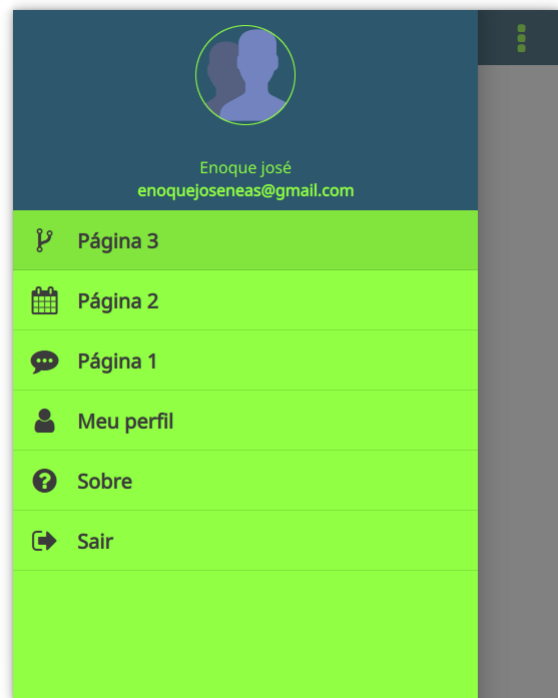 Enoque josé
enoquejoseneas@gmail.com
Página 3
Página 2
Página 1
Meu perfil
Sobre
Sair